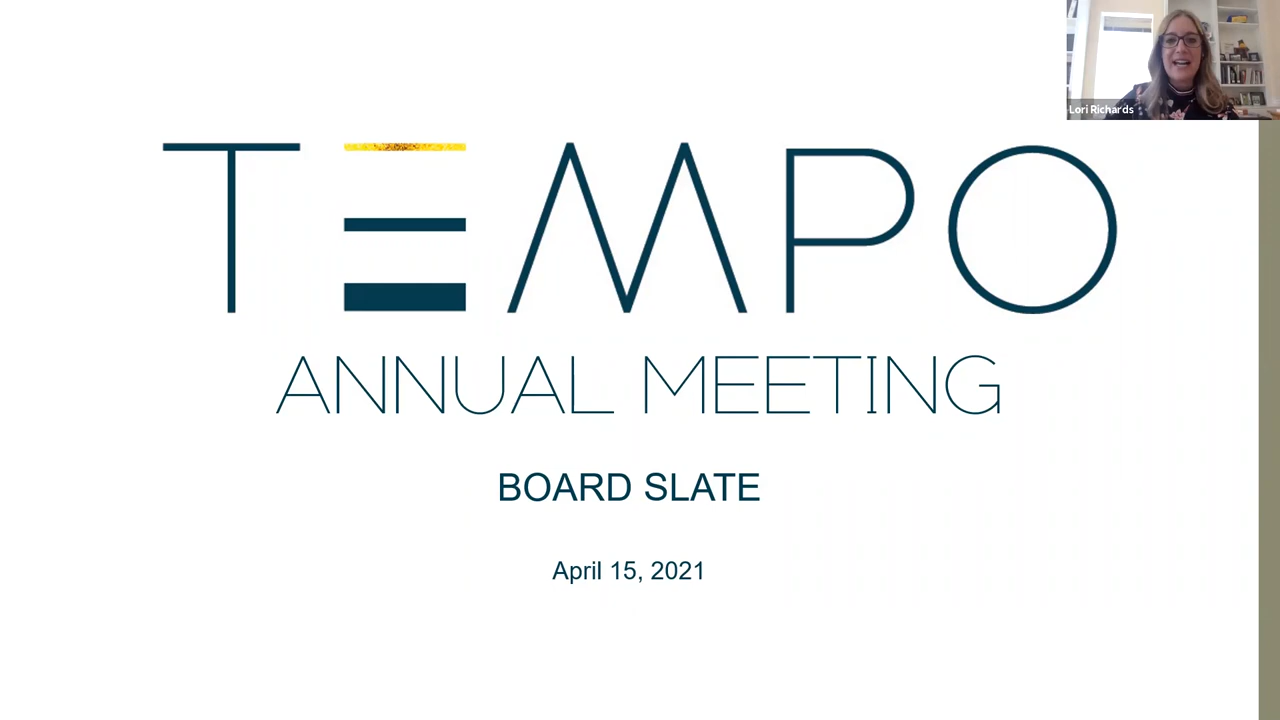 Lori Richards
TEMPO
ANNUAL MEETING
BOARD SLATE
April 15, 2021